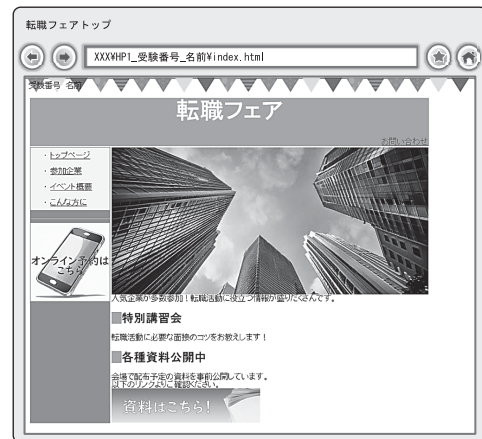 転職フェアトップ
XXX¥HP1_受験番号_名前¥index.html
受験番号 名前
転職フェア
お問い合わせ
・トップページ
・参加企業
・イベント概要
・こんな方に
オンライン予約は
こちら
人気企業が多数参加！転職活動に役立つ情報が盛りだくさんです。
特別講習会
転職活動に必要な面接のコツをお教えします！
各種資料公開中
会場で配布予定の資料を事前公開しています。
以下のリンクよりご確認ください。
資料はこちら!